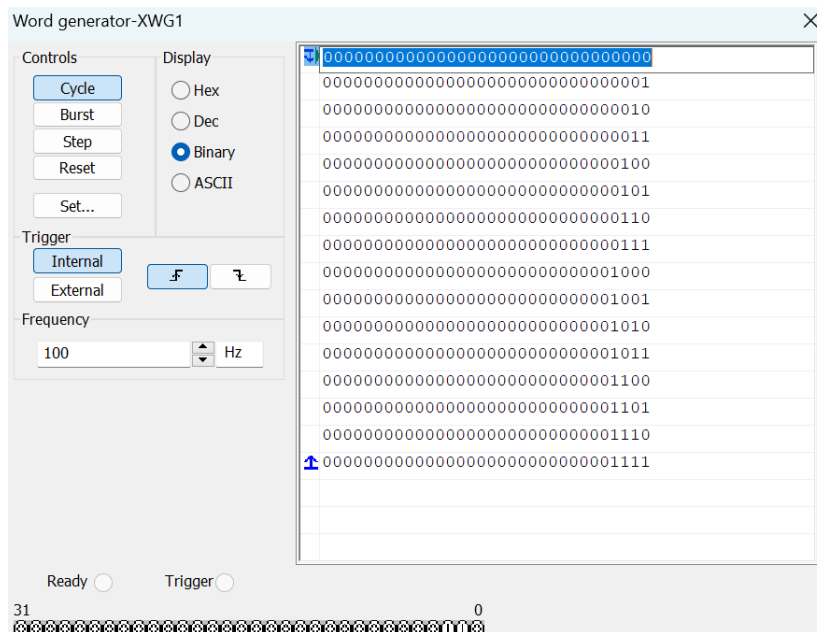 Word generator-XWG1
Controls
Display
Cycle
Burst
Step
Reset
Set...
Hex
Dec
Binary
ASCII
Trigger
Internal
External
Frequency
100
Hz
00000000000000000000000000000000
00000000000000000000000000000001
00000000000000000000000000000010
00000000000000000000000000000011
00000000000000000000000000000100
00000000000000000000000000000101
00000000000000000000000000000110
00000000000000000000000000000111
00000000000000000000000000001000
00000000000000000000000000001001
00000000000000000000000000001010
00000000000000000000000000001011
00000000000000000000000000001100
00000000000000000000000000001101
00000000000000000000000000001110
00000000000000000000000000001111
Ready
Trigger
31
0